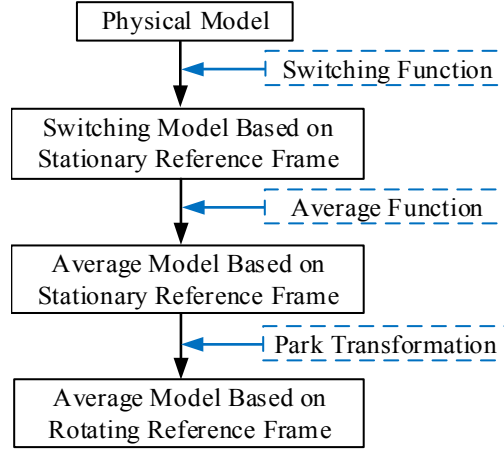 Physical Model
Switching Function
Switching Model Based on
Stationary Reference Frame
Average Function
Average Model Based on
Stationary Reference Frame
Park Transformation
Average Model Based on
Rotating Reference Frame